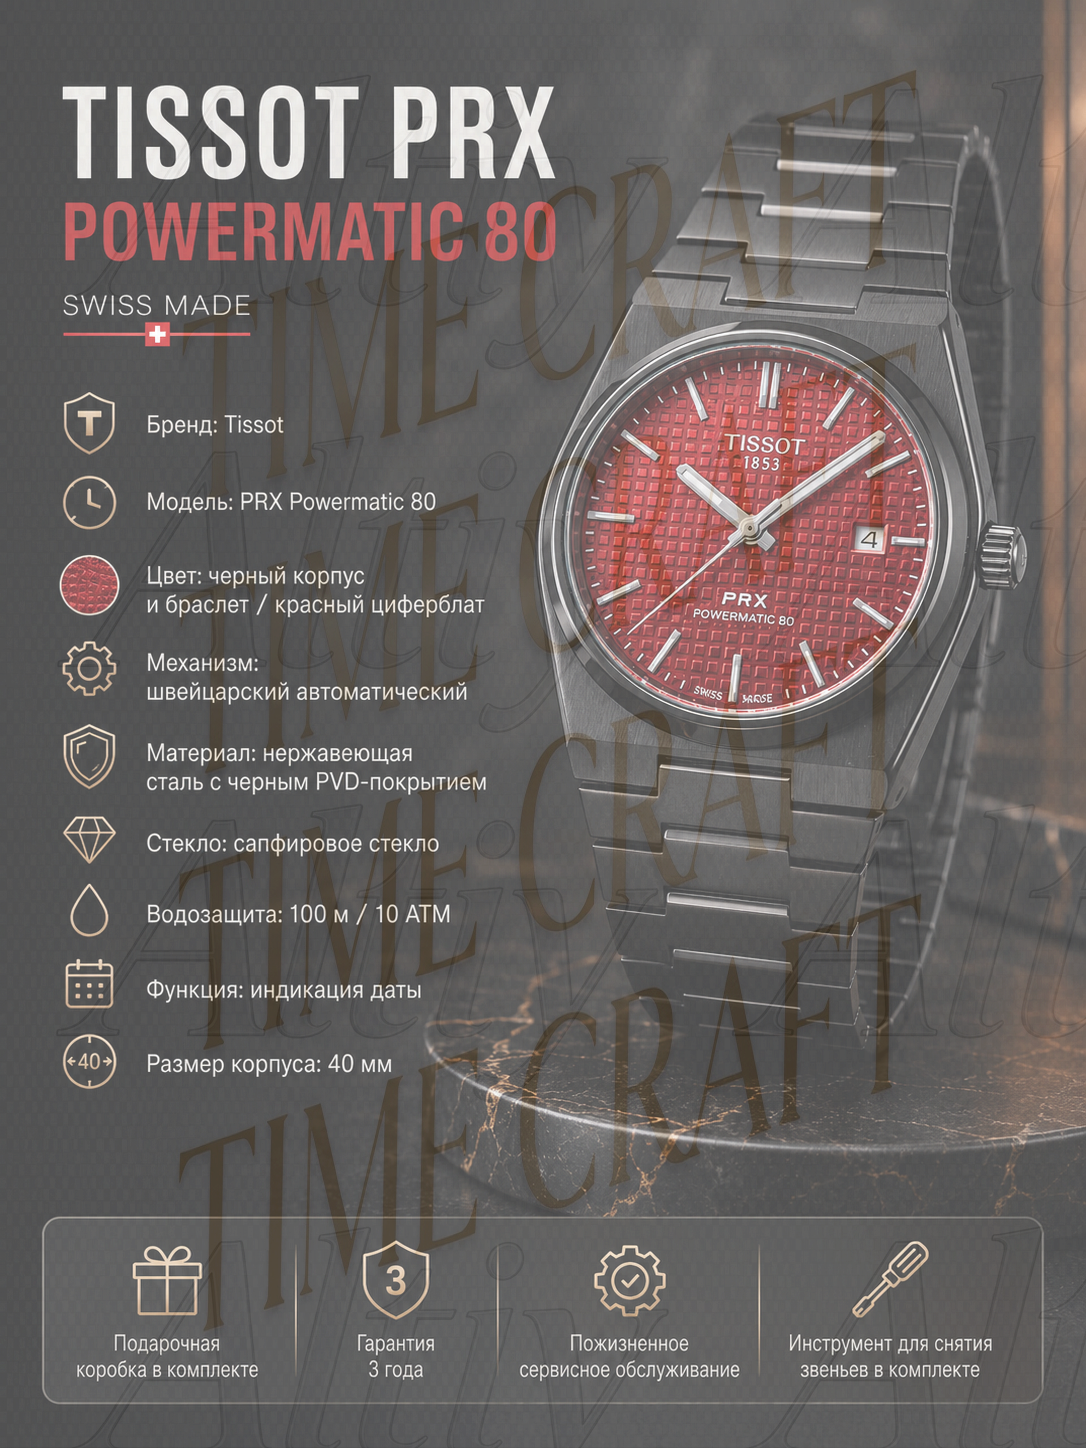 TISSOT PRX
POWERMATIC 80
SWISS MADE
T
Бренд: Tissot
Модель: PRX Powermatic 80
Цвет: черный корпус
и браслет / красный циферблат
Механизм:
швейцарский автоматический
Материал: нержавеющая
сталь с черным PVD-покрытием
Стекло: сапфировое стекло
Водозащита: 100 м / 10 АТМ
Функция: индикация даты
40
Размер корпуса: 40 мм
TISSOT
1853
4
PRX
POWERMATIC 80
SWISS
TIME CRAFT
TIME CRAFT
TIME CRAFT
TIME CRAFT
Подарочная
коробка в комплекте
3
Гарантия
3 года
Пожизненное
сервисное обслуживание
Инструмент для снятия
звеньев в комплекте